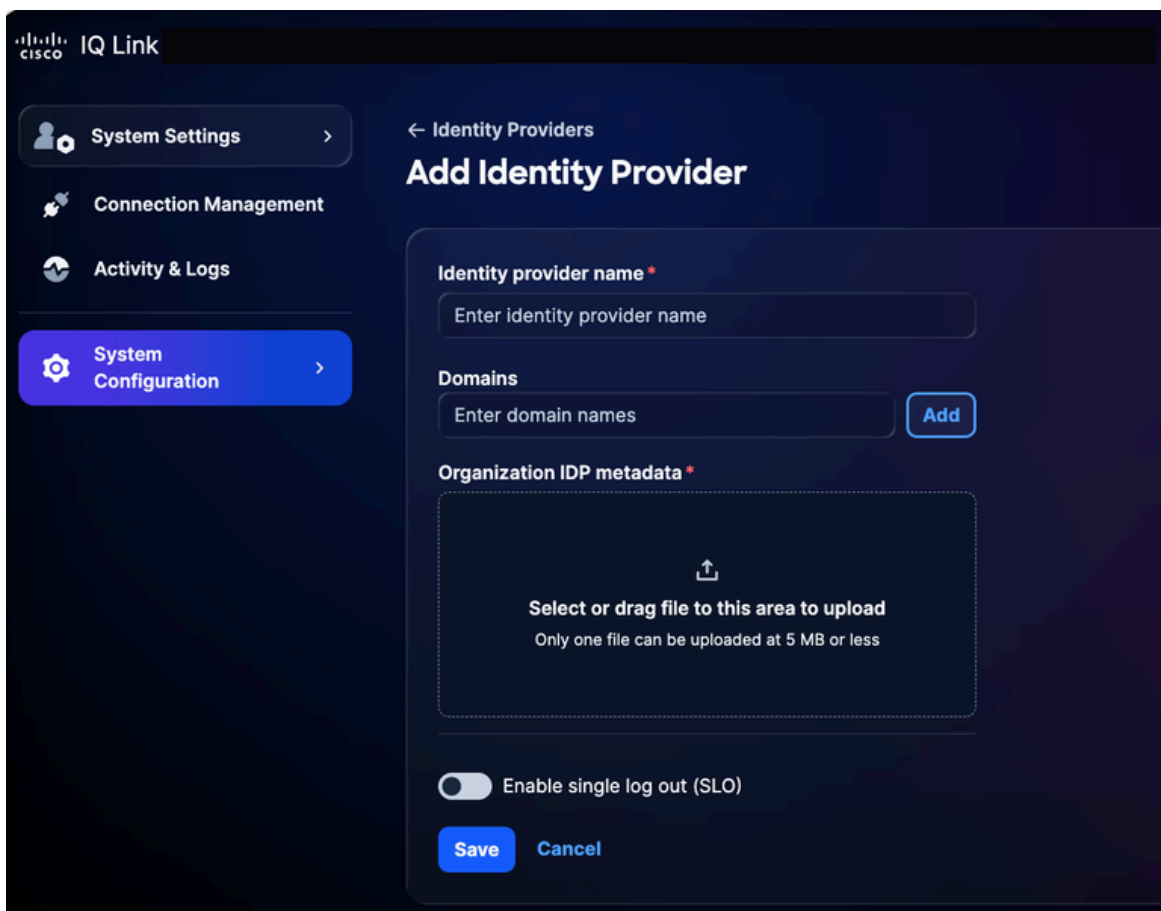 cisco IQ Link
System Settings
Connection Management
Activity & Logs
System
Configuration
← Identity Providers
Add Identity Provider
Identity provider name *
Enter identity provider name
Domains
Enter domain names
Add
Organization IDP metadata *
Select or drag file to this area to upload
Only one file can be uploaded at 5 MB or less
Enable single log out (SLO)
Save Cancel